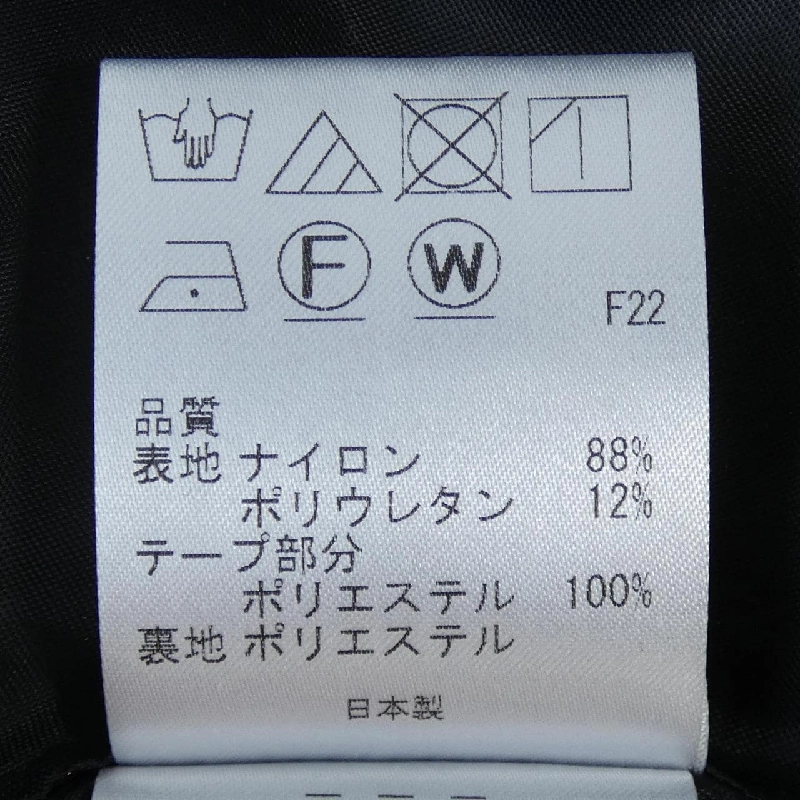 F W
F22
品質
表地 ナイロン 88%
ポリウレタン 12%
テープ部分
ポリエステル 100%
裏地 ポリエステル
日本製